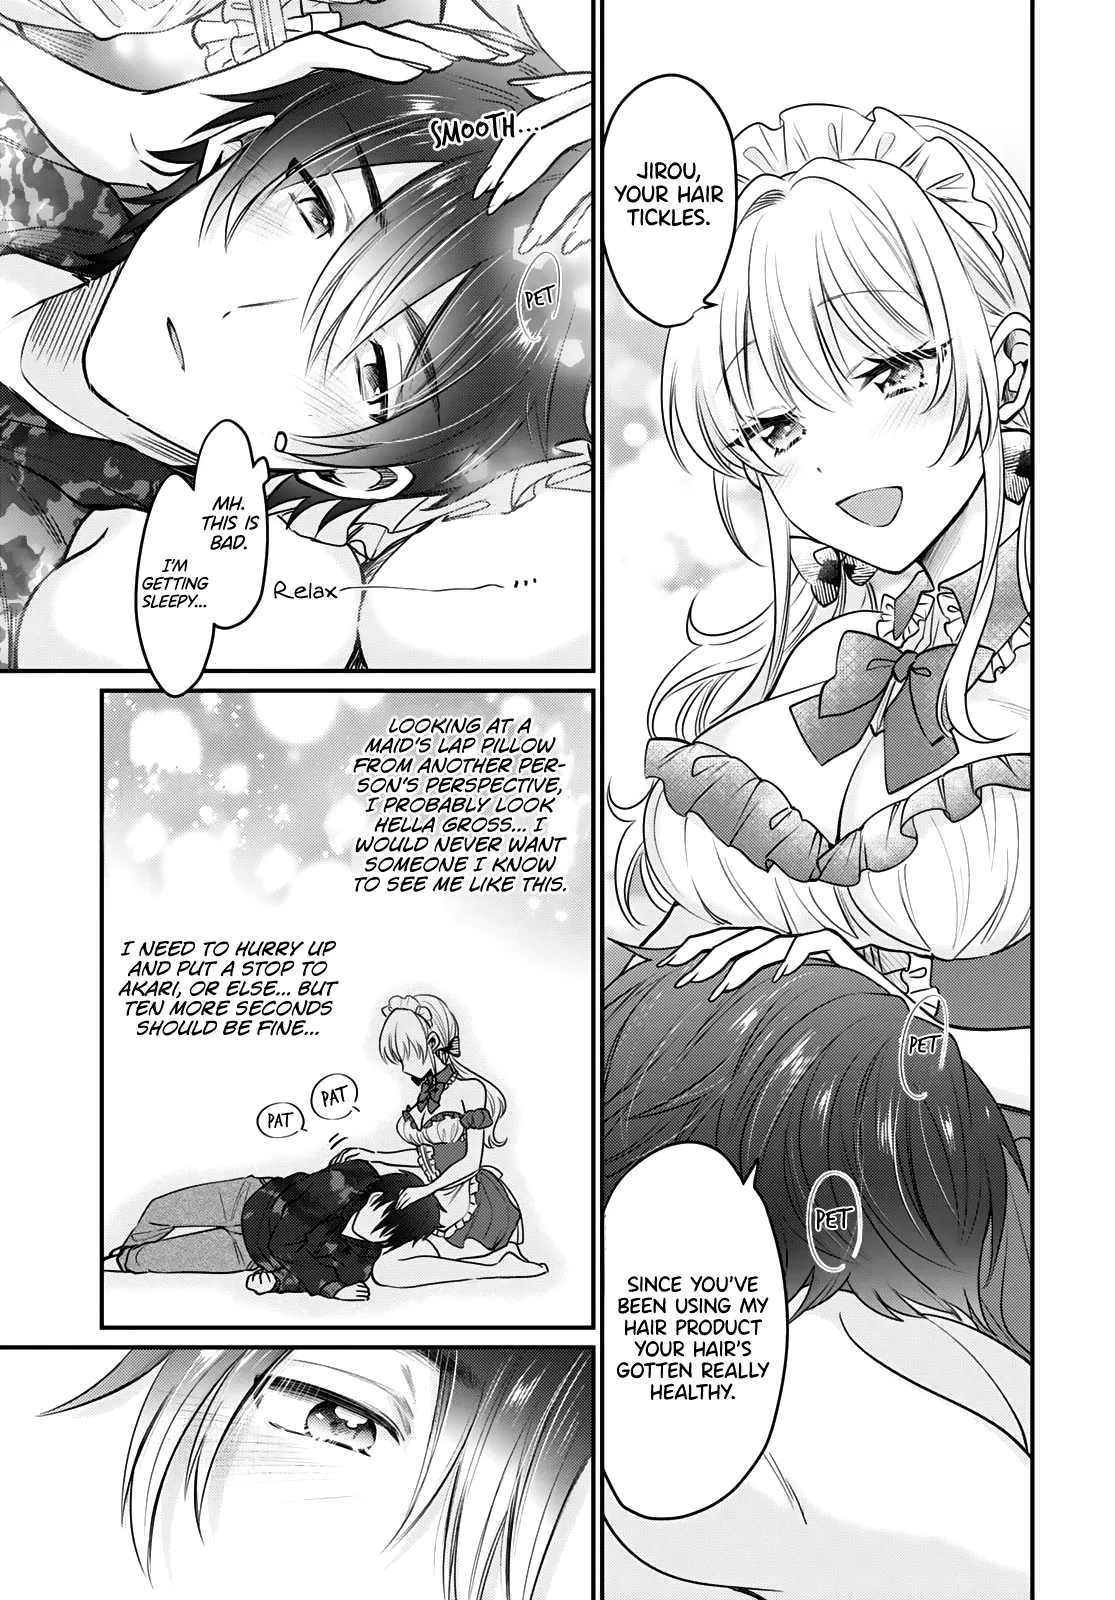 JIROU,
YOUR HAIR
TICKLES.
PET
PET
SINCE YOU'VE
BEEN USING MY
HAIR PRODUCT
YOUR HAIR'S
GOTTEN REALLY
HEALTHY.
SMOOTH...
PET
MH.
THIS IS
BAD.
I'M
GETTING
SLEEPY...
Relax ...
LOOKING AT A
MAID'S LAP PILLOW
FROM ANOTHER PER-
SON'S PERSPECTIVE,
I PROBABLY LOOK
HELLA GROSS... I
WOULD NEVER WANT
SOMEONE I KNOW
TO SEE ME LIKE THIS.
I NEED TO HURRY UP
AND PUT A STOP TO
AKARI, OR ELSE... BUT
TEN MORE SECONDS
SHOULD BE FINE...
PAT
PAT